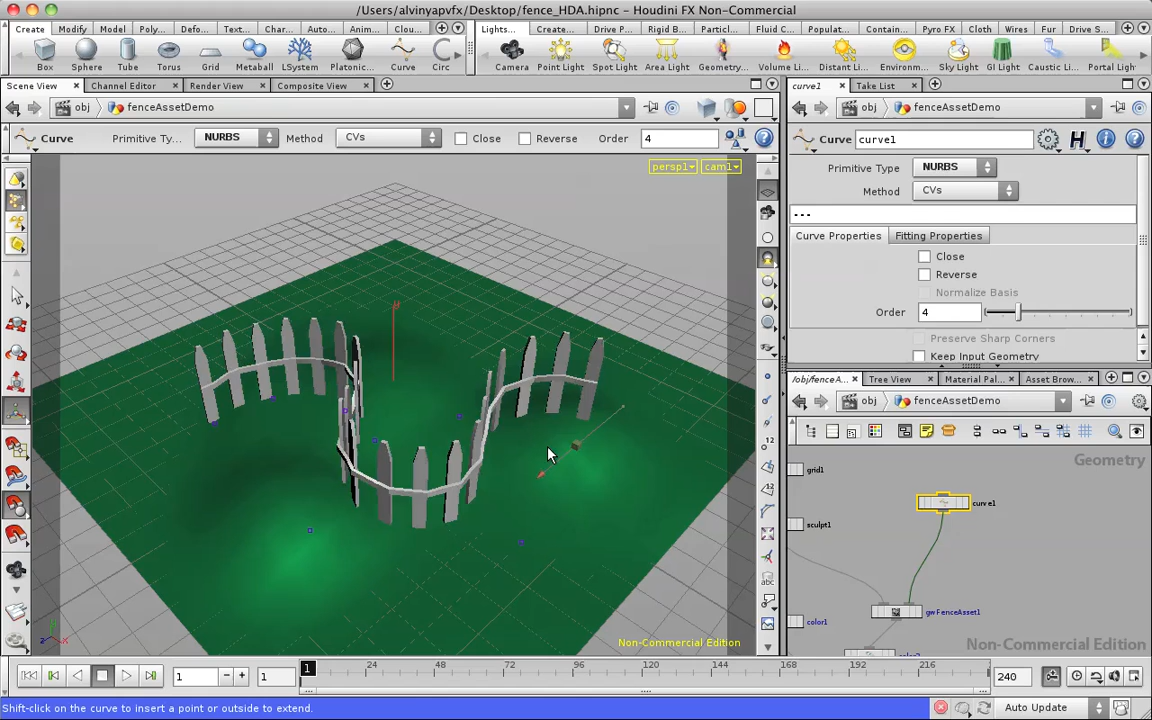 /Users/alvinyapvfx/Desktop/fence_HDA.hipnc - Houdini FX Non-Commercial
Create Modify Model Poly... Defo... Text... Char... Auto... Anim... Clou...
Lights... Create... Drive P... Rigid B... Particl... Fluid C... Populat... Contain... Pyro FX Cloth Wires Fur Drive S...
Box Sphere Tube Torus Grid Metaball LSystem Platonic... Curve Circ
Camera Point Light Spot Light Area Light Geometry... Volume Li... Distant Li... Environm... Sky Light GI Light Caustic Li... Portal Ligh
Scene View Channel Editor Render View Composite View
curve1 Take List
obj fenceAssetDemo
obj fenceAssetDemo
Curve Primitive Ty... NURBS Method CVs Close Reverse Order 4
Curve curve1
persp1 cam1
Primitive Type NURBS
Method CVs
---
Curve Properties Fitting Properties
Close
Reverse
Normalize Basis
Order 4
Preserve Sharp Corners
Keep Input Geometry
/obj/fenceA... Tree View Material Pal... Asset Brow...
obj fenceAssetDemo
12
12
abc
Geometry
grid1
curve1
sculpt1
gwFenceAsset1
color1
Non-Commercial Edition
Non-Commercial Edition
1 1 1 24 48 72 96 120 144 168 192 216 240
Shift-click on the curve to insert a point or outside to extend.
Auto Update